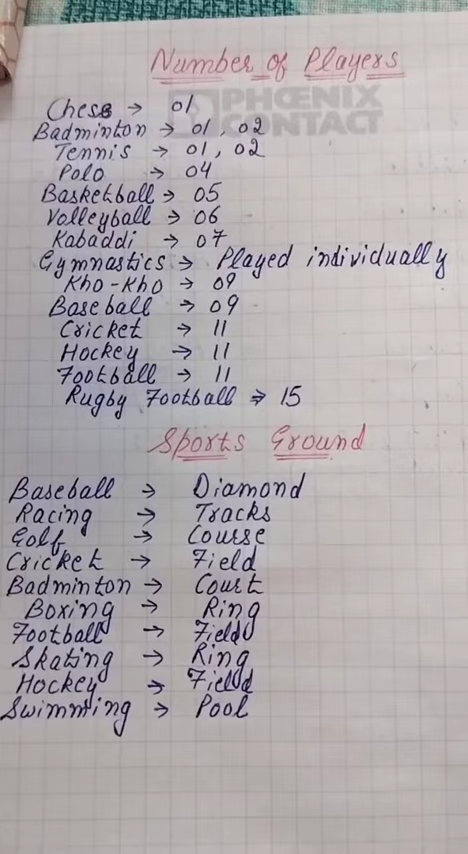 Number of Players
PHŒNIX
CONTACT
Chess → 01
Badminton → 01, 02
Tennis → 01, 02
Polo → 04
Basketball → 05
Volleyball → 06
Kabaddi → 07
Gymnastics → Played individually
Kho-Kho → 09
Baseball → 09
Cricket → 11
Hockey → 11
Football → 11
Rugby Football → 15
Sports Ground
Baseball → Diamond
Racing → Tracks
Golf → Course
Cricket → Field
Badminton → Court
Boxing → Ring
Football → Field
Skating → Ring
Hockey → Field
Swimming → Pool